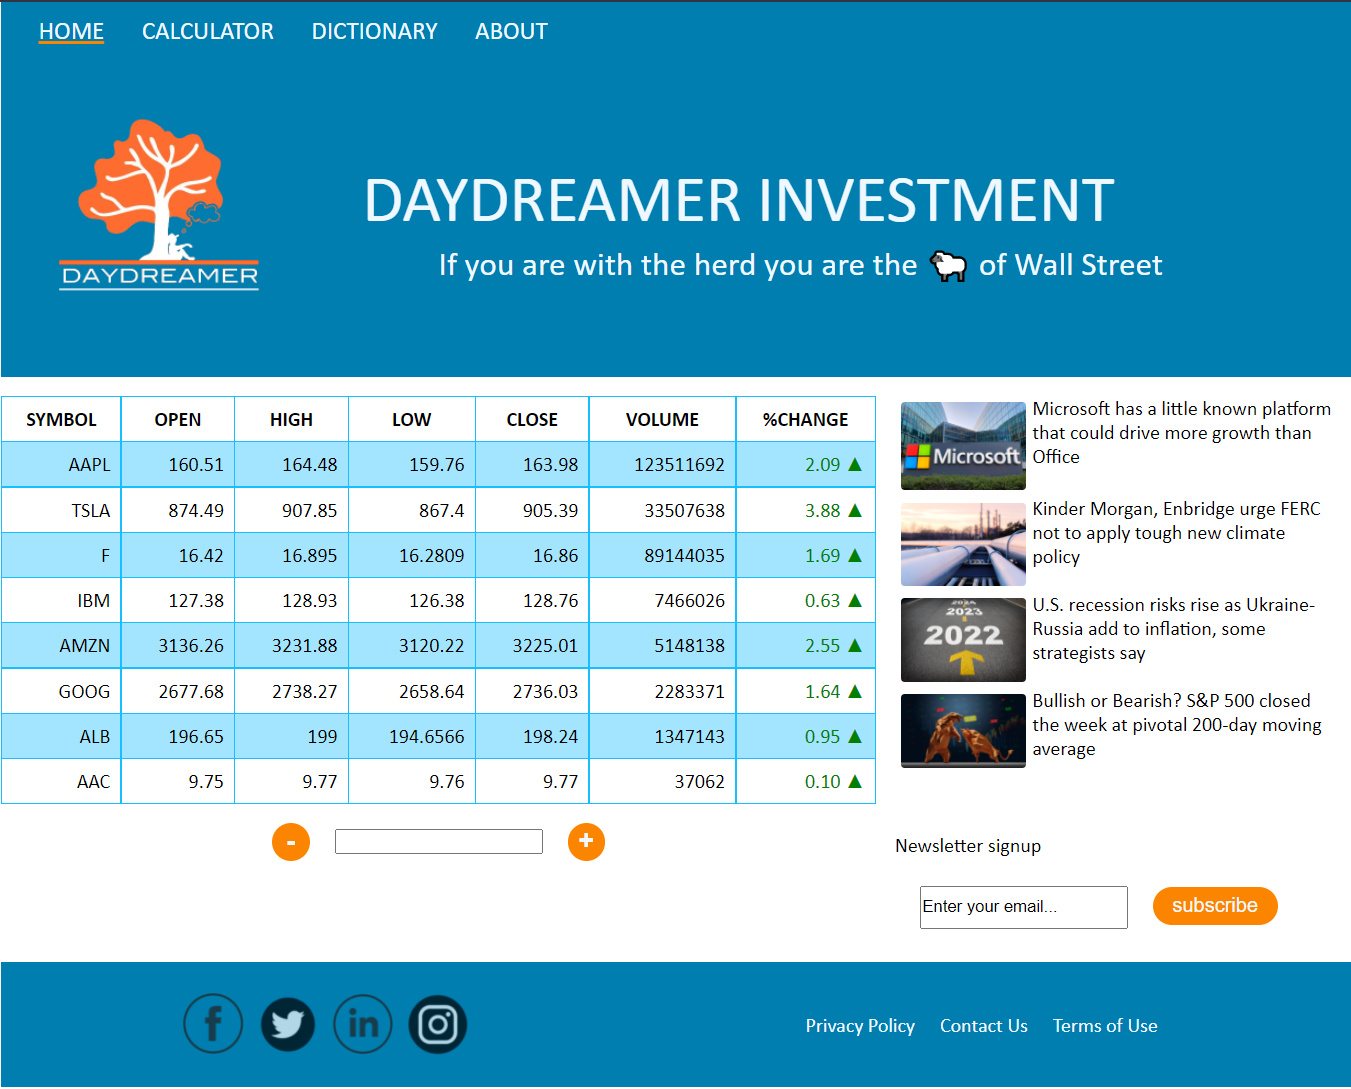 HOME CALCULATOR DICTIONARY ABOUT
DAYDREAMER
DAYDREAMER INVESTMENT
If you are with the herd you are the 🐑 of Wall Street
SYMBOL OPEN HIGH LOW CLOSE VOLUME %CHANGE
AAPL 160.51 164.48 159.76 163.98 123511692 2.09 ▲
TSLA 874.49 907.85 867.4 905.39 33507638 3.88 ▲
F 16.42 16.895 16.2809 16.86 89144035 1.69 ▲
IBM 127.38 128.93 126.38 128.76 7466026 0.63 ▲
AMZN 3136.26 3231.88 3120.22 3225.01 5148138 2.55 ▲
GOOG 2677.68 2738.27 2658.64 2736.03 2283371 1.64 ▲
ALB 196.65 199 194.6566 198.24 1347143 0.95 ▲
AAC 9.75 9.77 9.76 9.77 37062 0.10 ▲
- +
Microsoft
Microsoft has a little known platform
that could drive more growth than
Office
Kinder Morgan, Enbridge urge FERC
not to apply tough new climate
policy
2024
2023
2022
U.S. recession risks rise as Ukraine-
Russia add to inflation, some
strategists say
Bullish or Bearish? S&P 500 closed
the week at pivotal 200-day moving
average
Newsletter signup
Enter your email... subscribe
f in
Privacy Policy Contact Us Terms of Use